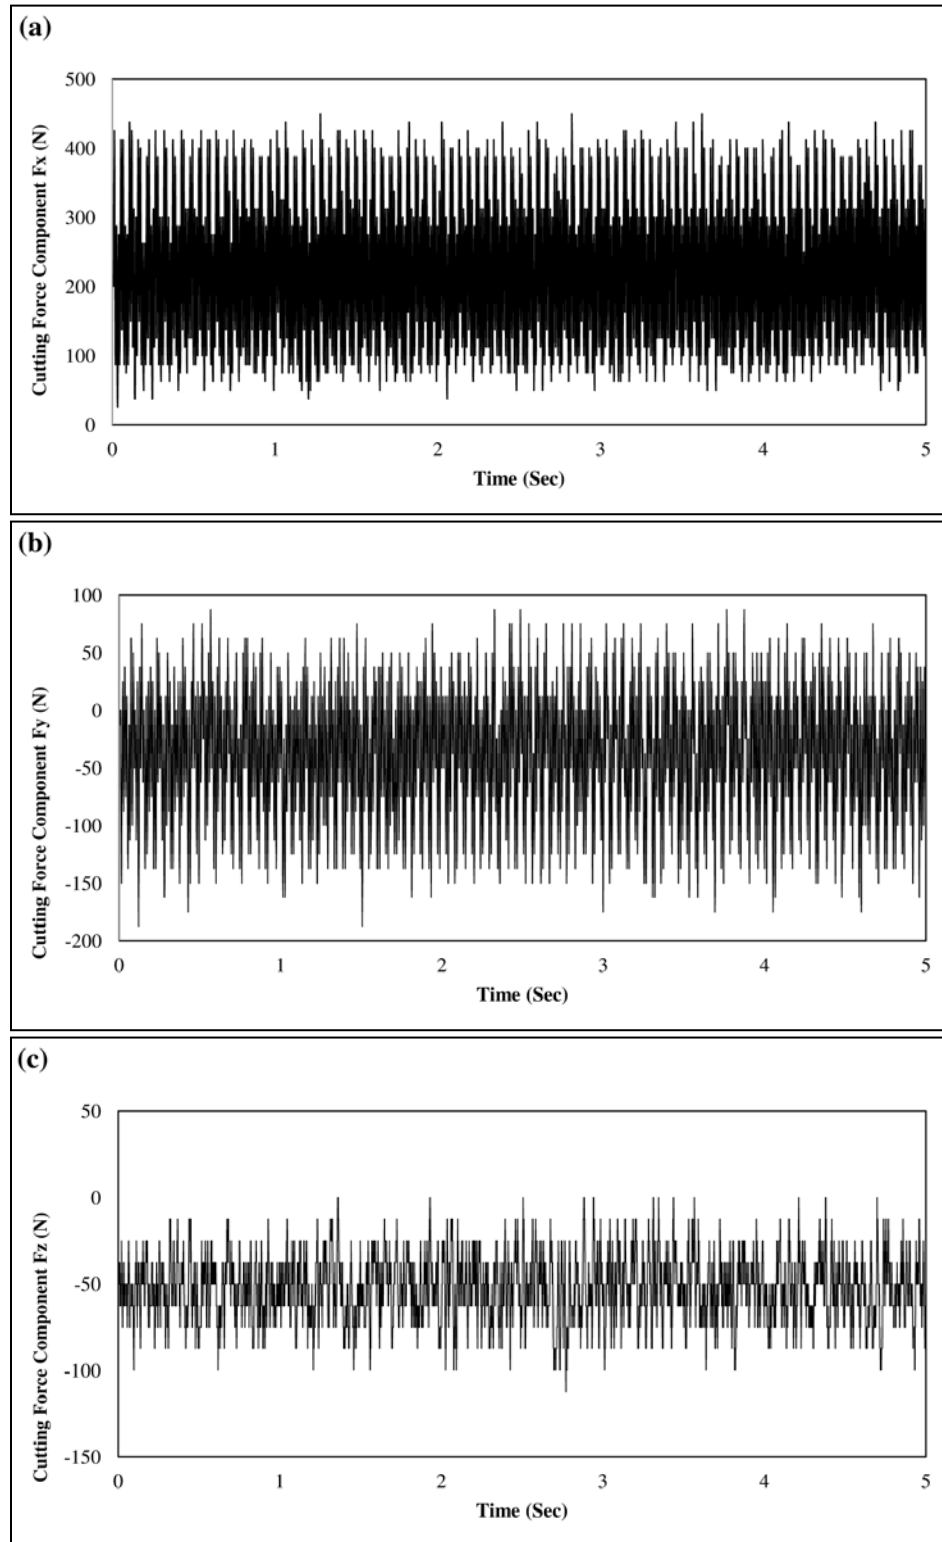 (a)
Cutting Force Component Fx (N)
500
400
300
200
100
0
0 1 2 3 4 5
Time (Sec)
(b)
Cutting Force Component Fy (N)
100
50
0
-50
-100
-150
-200
0 1 2 3 4 5
Time (Sec)
(c)
Cutting Force Component Fz (N)
50
0
-50
-100
-150
0 1 2 3 4 5
Time (Sec)